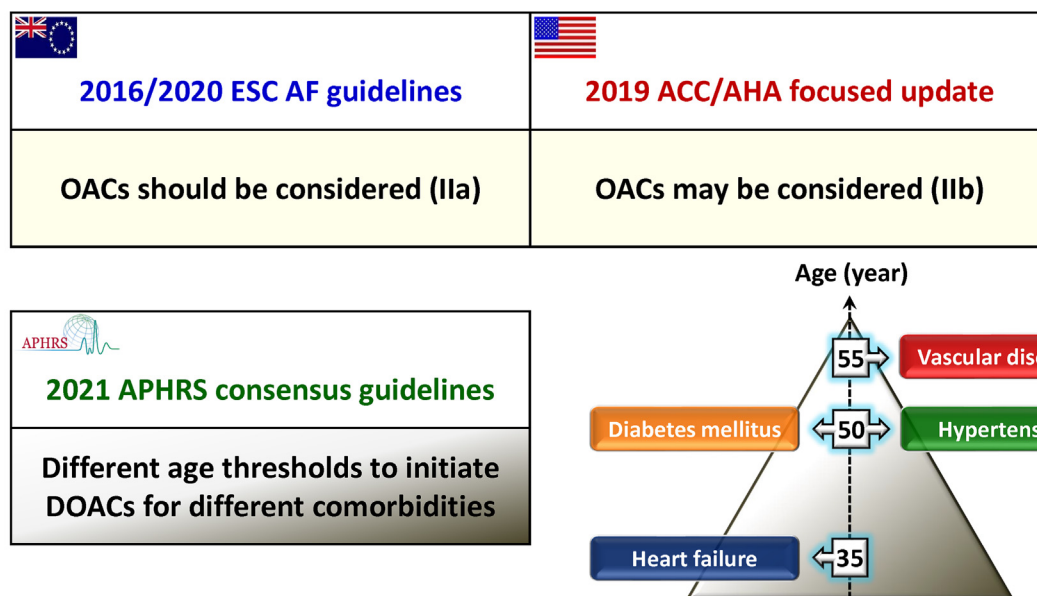 2016/2020 ESC AF guidelines
2019 ACC/AHA focused update
OACs should be considered (IIa)
OACs may be considered (IIb)
Age (year)
APHRS
2021 APHRS consensus guidelines
Different age thresholds to initiate
DOACs for different comorbidities
55
Vascular
Diabetes mellitus
50
Heart failure
35